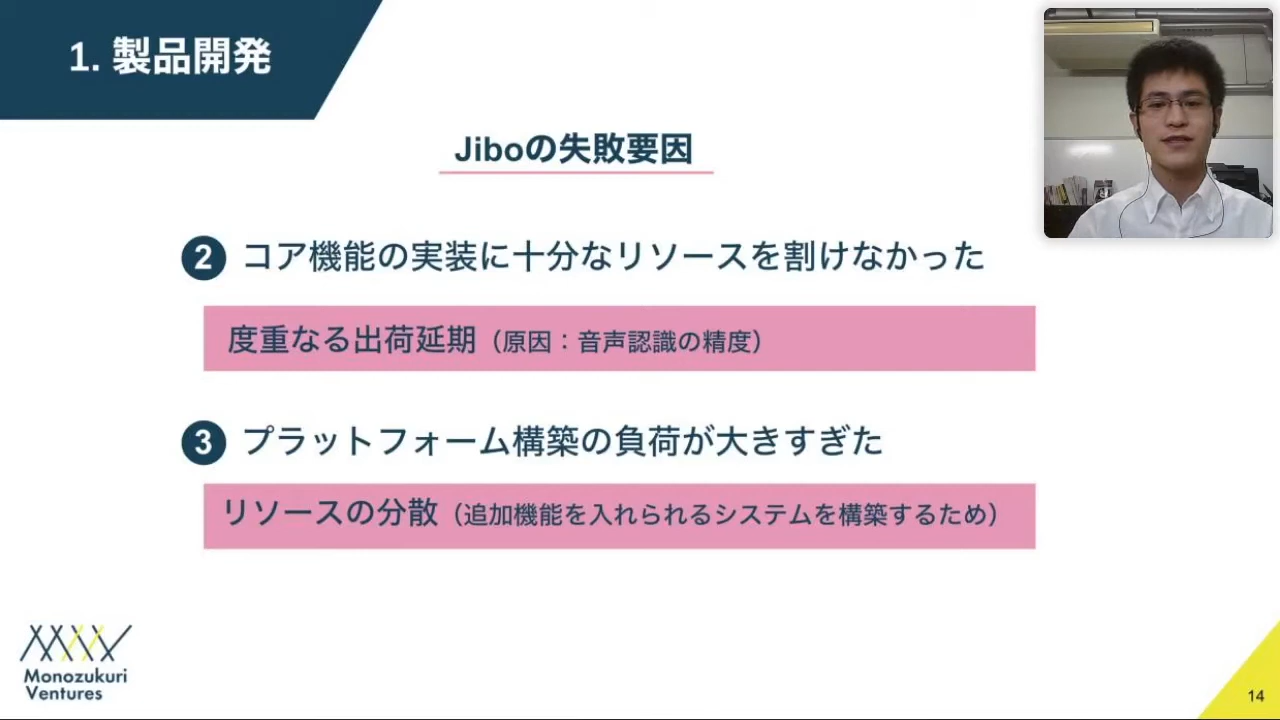 1. 製品開発
Jiboの失敗要因
2 コア機能の実装に十分なリソースを割けなかった
度重なる出荷延期（原因：音声認識の精度）
3 プラットフォーム構築の負荷が大きすぎた
リソースの分散（追加機能を入れられるシステムを構築するため）
Monozukuri
Ventures
14